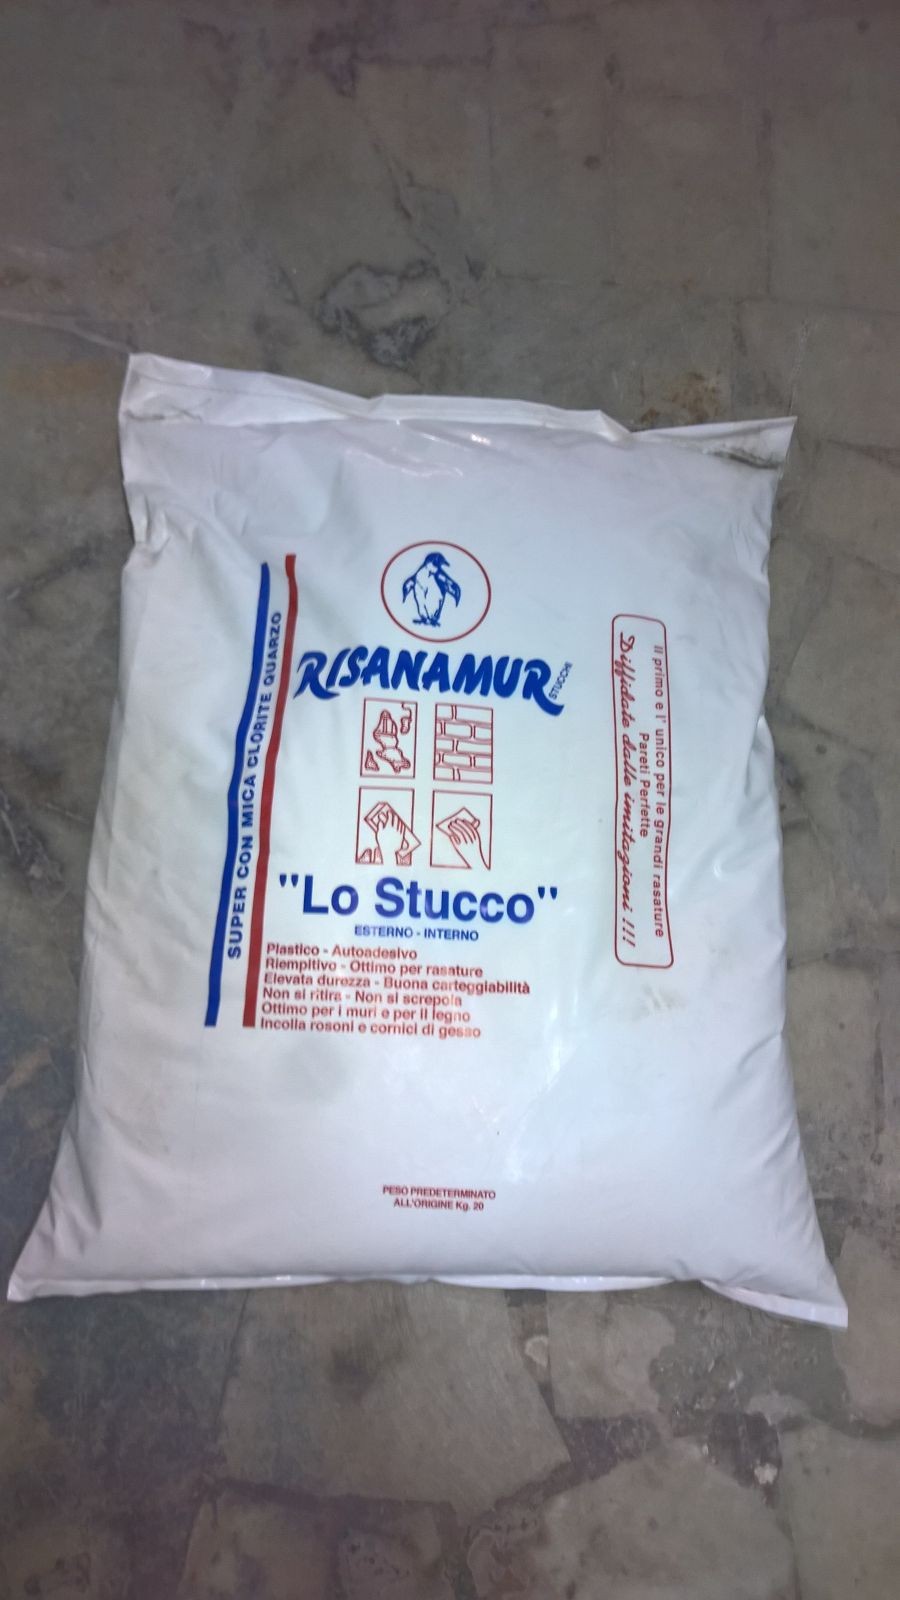 RISANAMUR
STUCCHI
SUPER CON MICA CLORITE QUARZO
"Lo Stucco"
ESTERNO - INTERNO
Plastico - Autoadesivo
Riempitivo - Ottimo per rasature
Elevata durezza - Buona carteggiabilità
Non si ritira - Non si screpola
Ottimo per i muri e per il legno
Incolla rosoni e cornici di gesso
Il primo e l' unico per le grandi rasature
Pareti Perfette
Diffidate dalle imitazioni !!!
PESO PREDETERMINATO
ALL'ORIGINE Kg. 20